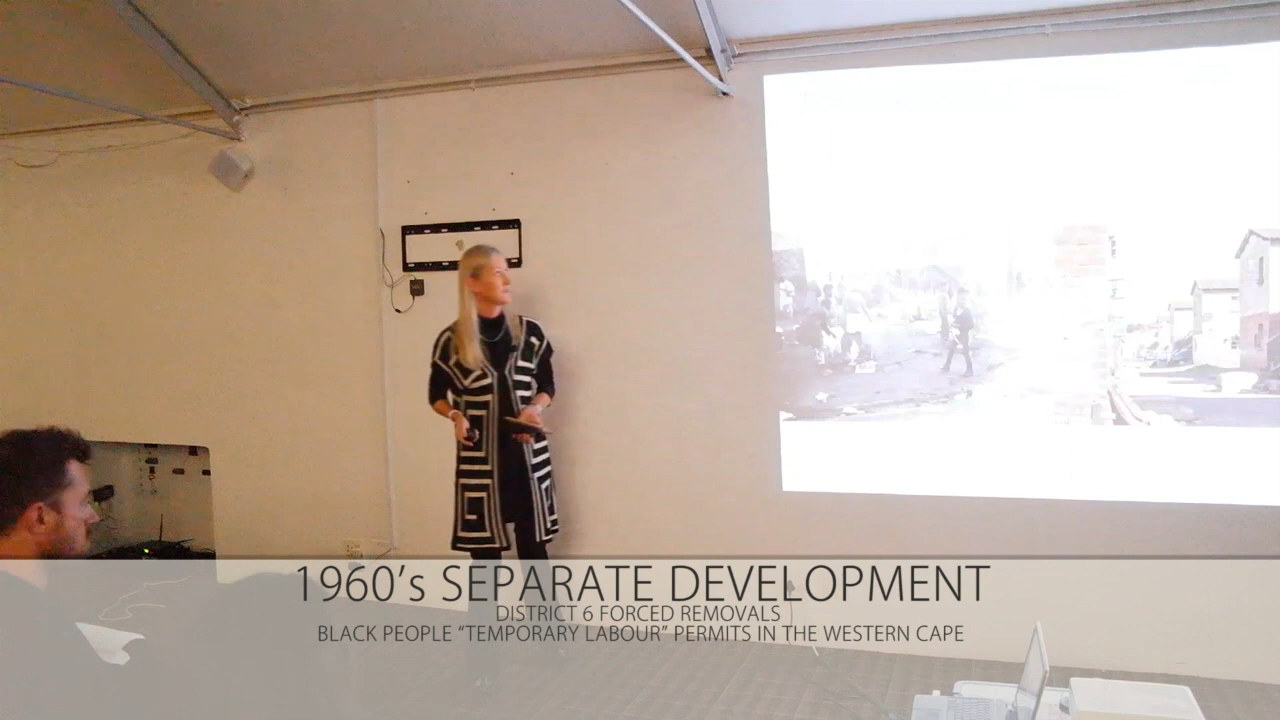 1960's SEPARATE DEVELOPMENT
DISTRICT 6 FORCED REMOVALS
BLACK PEOPLE “TEMPORARY LABOUR” PERMITS IN THE WESTERN CAPE